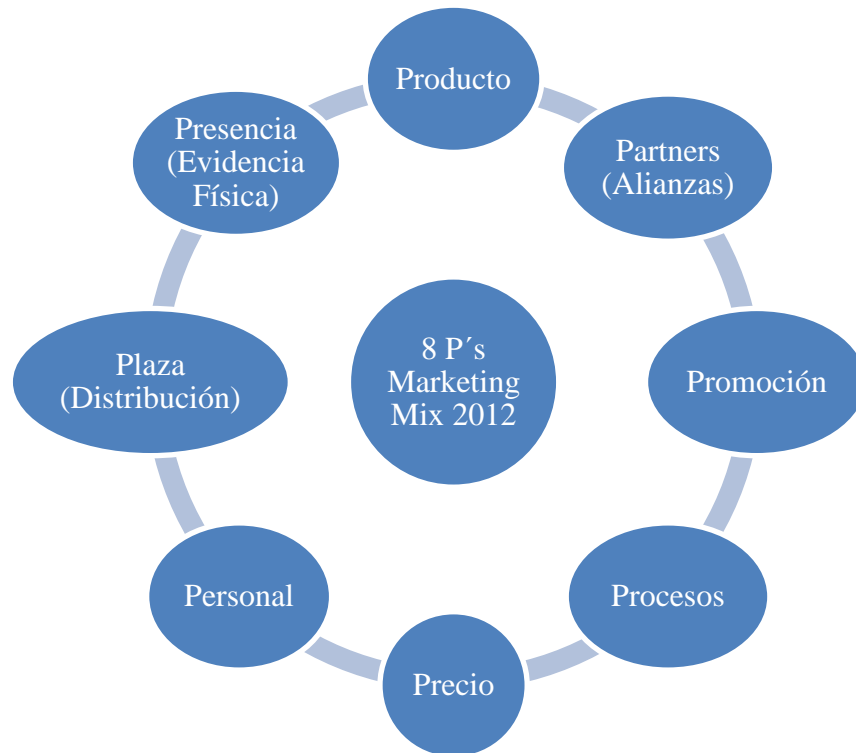 Producto
Partners
(Alianzas)
Promoción
Procesos
Precio
Personal
Plaza
(Distribución)
Presencia
(Evidencia
Física)
8 P´s
Marketing
Mix 2012